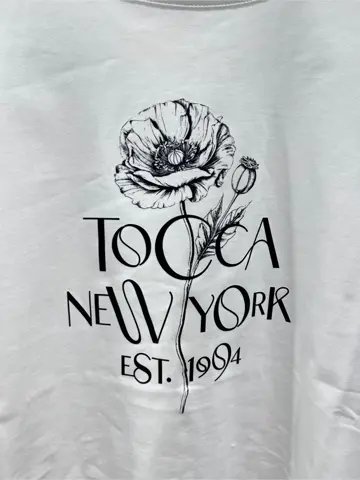 TOCCA
NEW YORK
EST. 1994